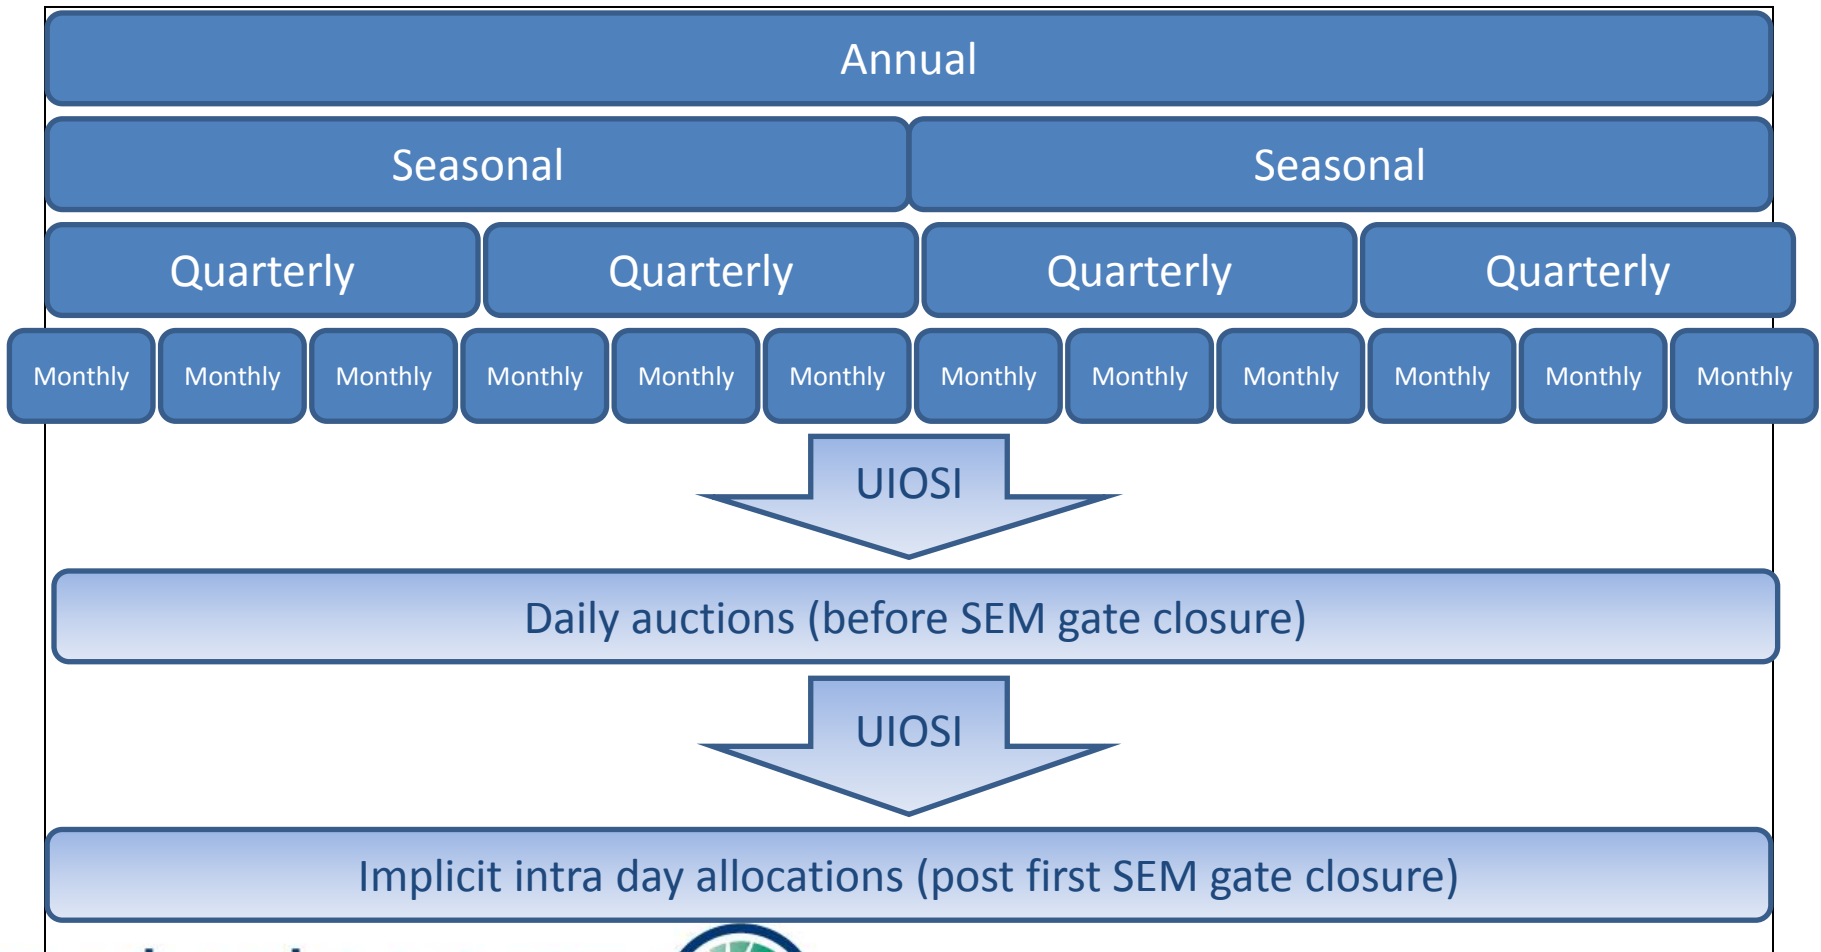 Annual
Seasonal Seasonal
Quarterly Quarterly Quarterly Quarterly
Monthly Monthly Monthly Monthly Monthly Monthly Monthly Monthly Monthly Monthly Monthly Monthly
UIOSI
Daily auctions (before SEM gate closure)
UIOSI
Implicit intra day allocations (post first SEM gate closure)